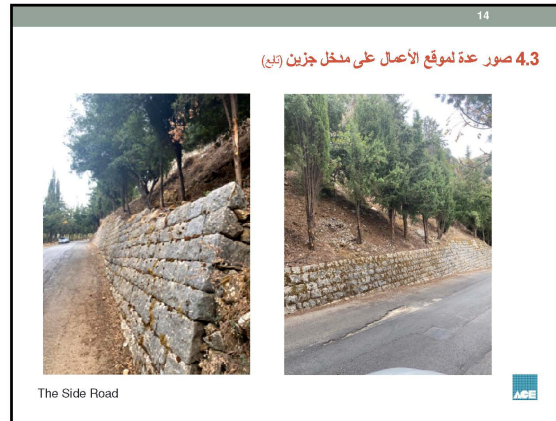 14
4.3 صور عدة لموقع الأعمال على مدخل جزين (تابع)
The Side Road
ACE